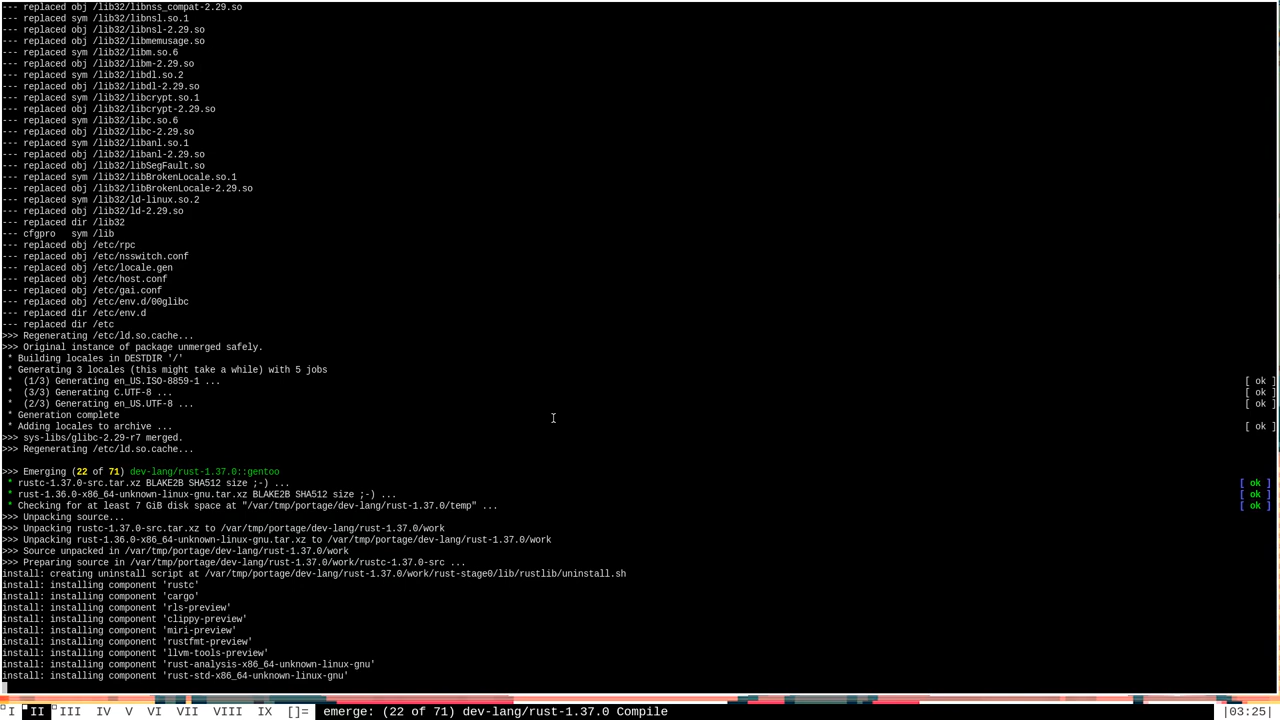 --- replaced obj /lib32/libnss_compat-2.29.so
--- replaced sym /lib32/libnsl.so.1
--- replaced obj /lib32/libnsl-2.29.so
--- replaced obj /lib32/libmemusage.so
--- replaced sym /lib32/libm.so.6
--- replaced obj /lib32/libm-2.29.so
--- replaced sym /lib32/libdl.so.2
--- replaced obj /lib32/libdl-2.29.so
--- replaced sym /lib32/libcrypt.so.1
--- replaced obj /lib32/libcrypt-2.29.so
--- replaced sym /lib32/libc.so.6
--- replaced obj /lib32/libc-2.29.so
--- replaced sym /lib32/libanl.so.1
--- replaced obj /lib32/libanl-2.29.so
--- replaced obj /lib32/libSegFault.so
--- replaced sym /lib32/libBrokenLocale.so.1
--- replaced obj /lib32/libBrokenLocale-2.29.so
--- replaced sym /lib32/ld-linux.so.2
--- replaced obj /lib32/ld-2.29.so
--- replaced dir /lib32
--- cfgpro   sym /lib
--- replaced obj /etc/rpc
--- replaced obj /etc/nsswitch.conf
--- replaced obj /etc/locale.gen
--- replaced obj /etc/host.conf
--- replaced obj /etc/gai.conf
--- replaced obj /etc/env.d/00glibc
--- replaced dir /etc/env.d
--- replaced dir /etc
>>> Regenerating /etc/ld.so.cache...
>>> Original instance of package unmerged safely.
 * Building locales in DESTDIR '/'
 * Generating 3 locales (this might take a while) with 5 jobs
 *  (1/3) Generating en_US.ISO-8859-1 ... [ ok ]
 *  (3/3) Generating C.UTF-8 ... [ ok ]
 *  (2/3) Generating en_US.UTF-8 ... [ ok ]
 * Generation complete
 * Adding locales to archive ... [ ok ]
>>> sys-libs/glibc-2.29-r7 merged.
>>> Regenerating /etc/ld.so.cache...
>>> Emerging (22 of 71) dev-lang/rust-1.37.0::gentoo
 * rustc-1.37.0-src.tar.xz BLAKE2B SHA512 size ;-) ... [ ok ]
 * rust-1.36.0-x86_64-unknown-linux-gnu.tar.xz BLAKE2B SHA512 size ;-) ... [ ok ]
 * Checking for at least 7 GiB disk space at "/var/tmp/portage/dev-lang/rust-1.37.0/temp" ... [ ok ]
>>> Unpacking source...
>>> Unpacking rustc-1.37.0-src.tar.xz to /var/tmp/portage/dev-lang/rust-1.37.0/work
>>> Unpacking rust-1.36.0-x86_64-unknown-linux-gnu.tar.xz to /var/tmp/portage/dev-lang/rust-1.37.0/work
>>> Source unpacked in /var/tmp/portage/dev-lang/rust-1.37.0/work
>>> Preparing source in /var/tmp/portage/dev-lang/rust-1.37.0/work/rustc-1.37.0-src ...
install: creating uninstall script at /var/tmp/portage/dev-lang/rust-1.37.0/work/rust-stage0/lib/rustlib/uninstall.sh
install: installing component 'rustc'
install: installing component 'cargo'
install: installing component 'rls-preview'
install: installing component 'clippy-preview'
install: installing component 'miri-preview'
install: installing component 'rustfmt-preview'
install: installing component 'llvm-tools-preview'
install: installing component 'rust-analysis-x86_64-unknown-linux-gnu'
install: installing component 'rust-std-x86_64-unknown-linux-gnu'
I II III IV V VI VII VIII IX []= emerge: (22 of 71) dev-lang/rust-1.37.0 Compile |03:25|